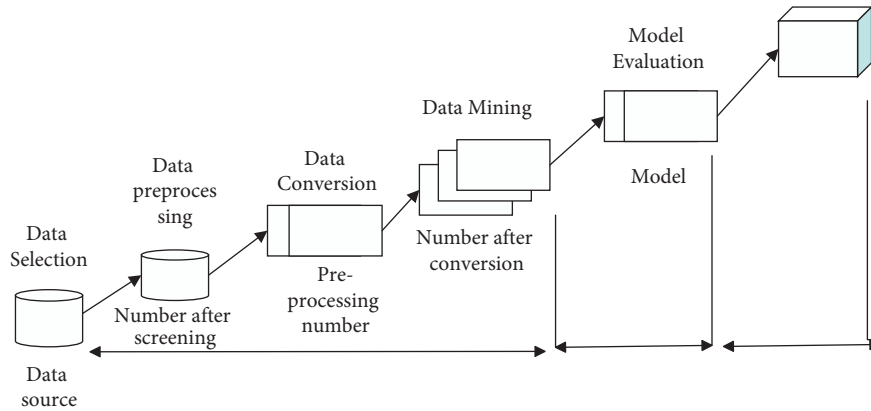 Data
Selection
Data
source
Data
preproces
sing
Number after
screening
Data
Conversion
Pre-
processing
number
Data Mining
Number after
conversion
Model
Evaluation
Model